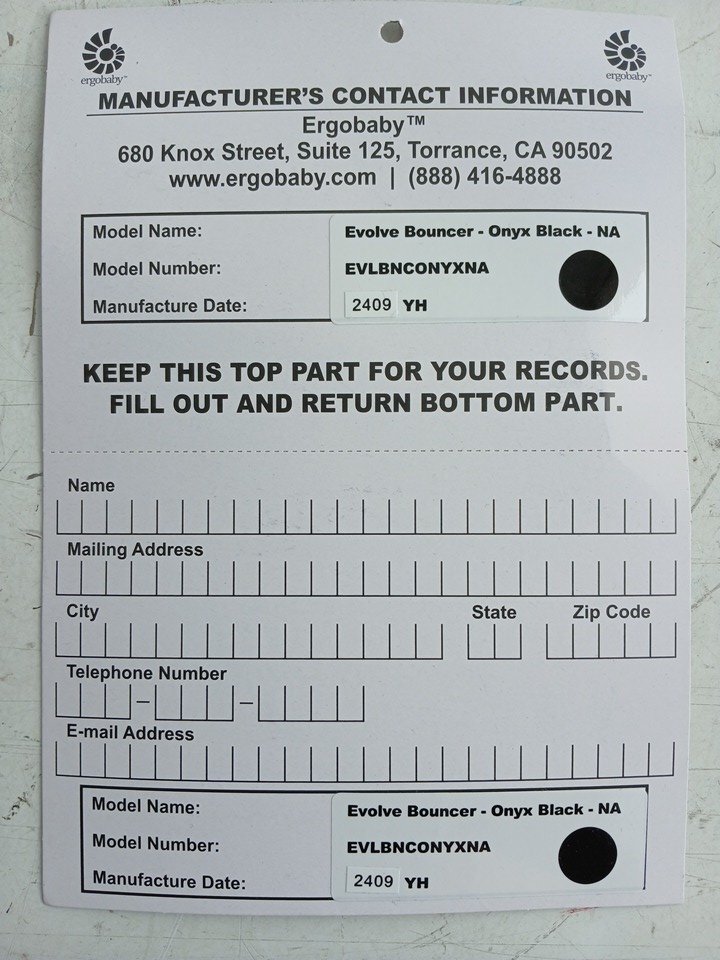 ergobaby™
ergobaby™
MANUFACTURER'S CONTACT INFORMATION
Ergobaby™
680 Knox Street, Suite 125, Torrance, CA 90502
www.ergobaby.com | (888) 416-4888
Model Name: Evolve Bouncer - Onyx Black - NA
Model Number: EVLBNCONYXNA
Manufacture Date: 2409 YH
KEEP THIS TOP PART FOR YOUR RECORDS.
FILL OUT AND RETURN BOTTOM PART.
Name
Mailing Address
City State Zip Code
Telephone Number
E-mail Address
Model Name: Evolve Bouncer - Onyx Black - NA
Model Number: EVLBNCONYXNA
Manufacture Date: 2409 YH